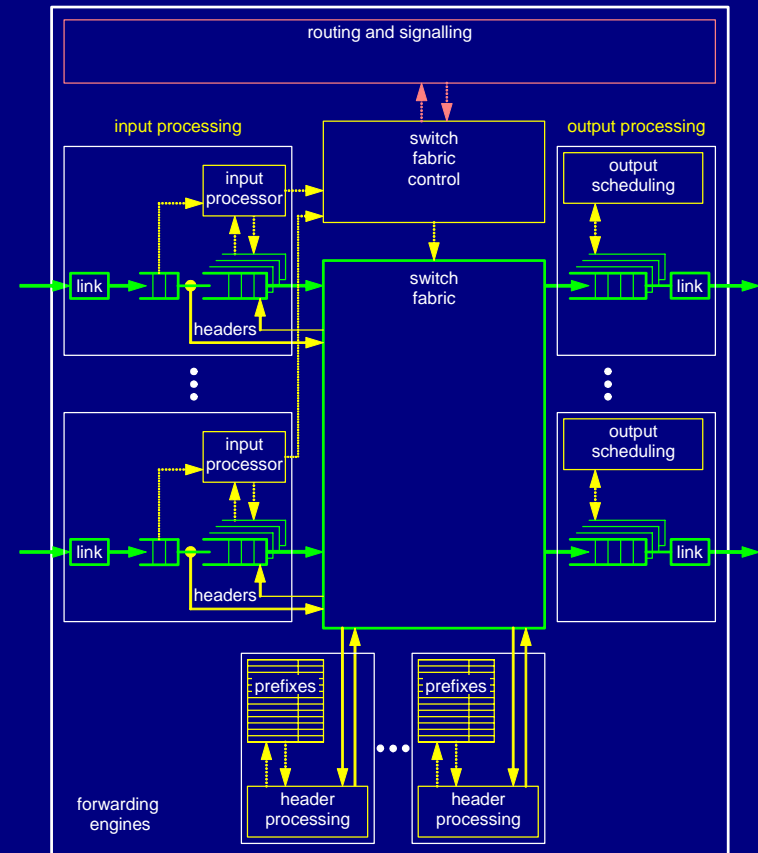 routing and signalling
input processing
output processing
switch
fabric
control
input
processor
output
scheduling
switch
fabric
link
link
headers
input
processor
output
scheduling
link
link
headers
prefixes
prefixes
header
processing
header
processing
forwarding
engines